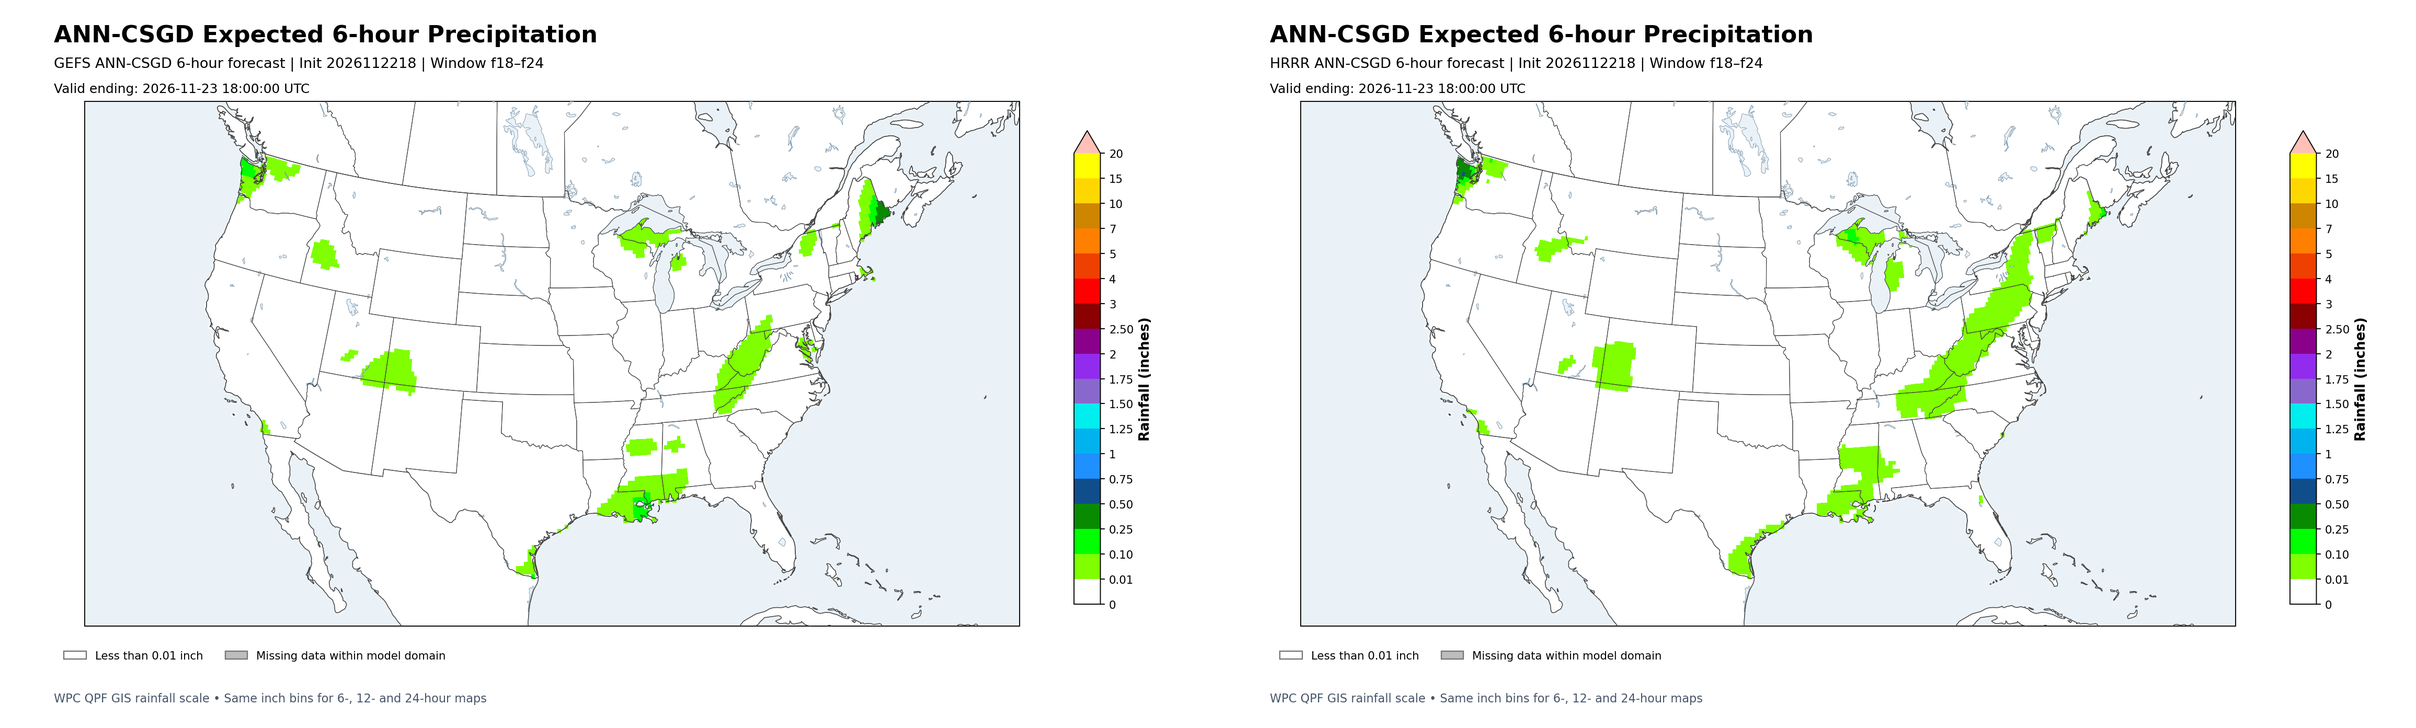 ANN-CSGD Expected 6-hour Precipitation
GEFS ANN-CSGD 6-hour forecast | Init 2026112218 | Window f18–f24
Valid ending: 2026-11-23 18:00:00 UTC
20
15
10
7
5
4
3
2.50
2
1.75
1.50
1.25
1
0.75
0.50
0.25
0.10
0.01
0
Rainfall (inches)
Less than 0.01 inch
Missing data within model domain
WPC QPF GIS rainfall scale • Same inch bins for 6-, 12- and 24-hour maps
ANN-CSGD Expected 6-hour Precipitation
HRRR ANN-CSGD 6-hour forecast | Init 2026112218 | Window f18–f24
Valid ending: 2026-11-23 18:00:00 UTC
20
15
10
7
5
4
3
2.50
2
1.75
1.50
1.25
1
0.75
0.50
0.25
0.10
0.01
0
Rainfall (inches)
Less than 0.01 inch
Missing data within model domain
WPC QPF GIS rainfall scale • Same inch bins for 6-, 12- and 24-hour maps